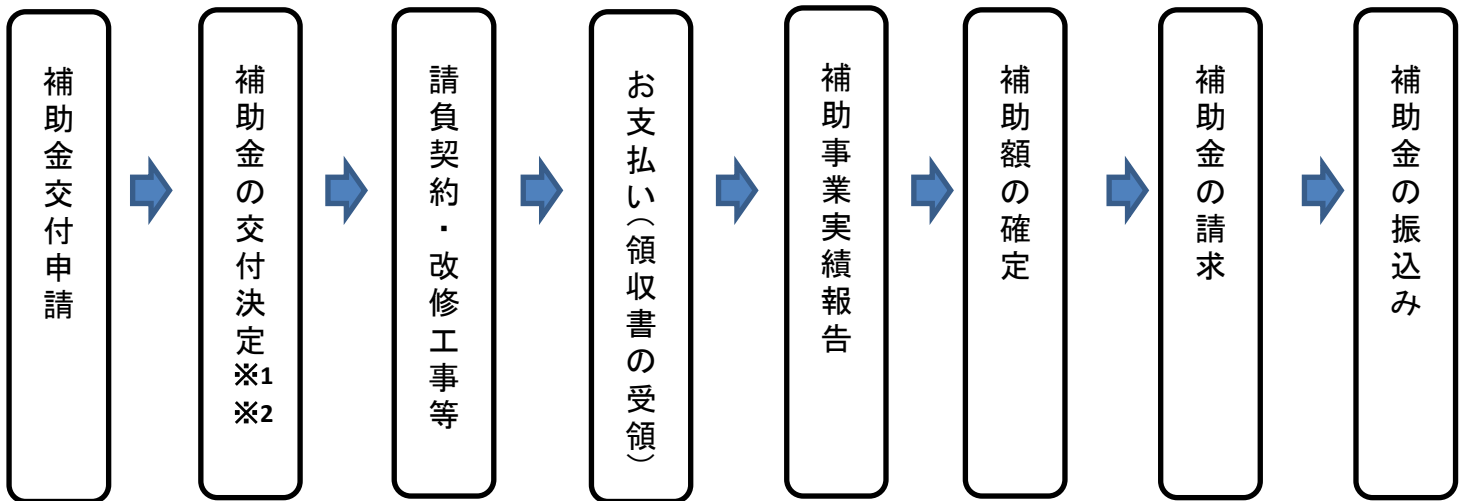 補助金交付申請
補助金の交付決定※1※2
請負契約・改修工事等
お支払い(領収書の受領)
補助事業実績報告
補助額の確定
補助金の請求
補助金の振込み